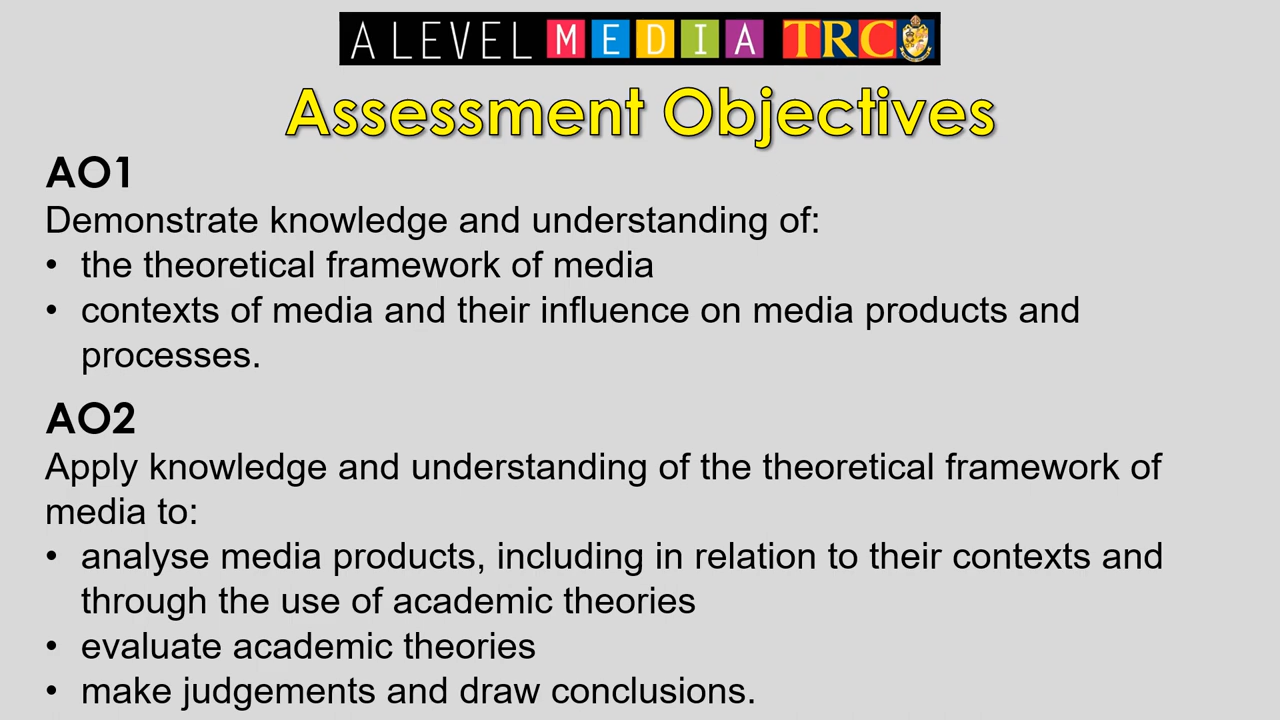 A LEVEL MEDIA TRC
Assessment Objectives
AO1
Demonstrate knowledge and understanding of:
• the theoretical framework of media
• contexts of media and their influence on media products and
processes.
AO2
Apply knowledge and understanding of the theoretical framework of
media to:
• analyse media products, including in relation to their contexts and
through the use of academic theories
• evaluate academic theories
• make judgements and draw conclusions.